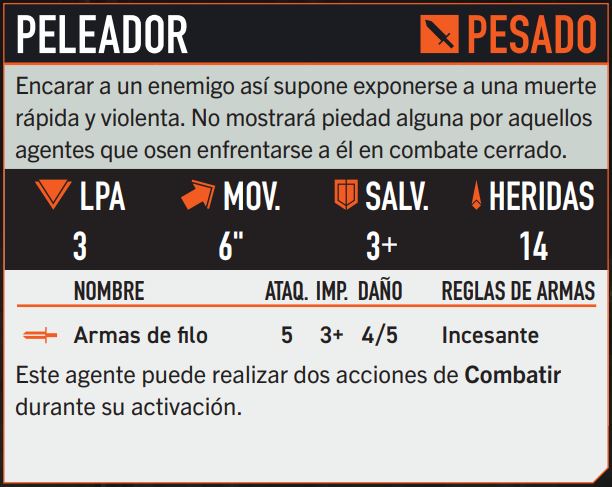 PELEADOR PESADO
Encarar a un enemigo así supone exponerse a una muerte
rápida y violenta. No mostrará piedad alguna por aquellos
agentes que osen enfrentarse a él en combate cerrado.
LPA MOV. SALV. HERIDAS
3 6" 3+ 14
NOMBRE ATAQ. IMP. DAÑO REGLAS DE ARMAS
Armas de filo 5 3+ 4/5 Incesante
Este agente puede realizar dos acciones de Combatir
durante su activación.